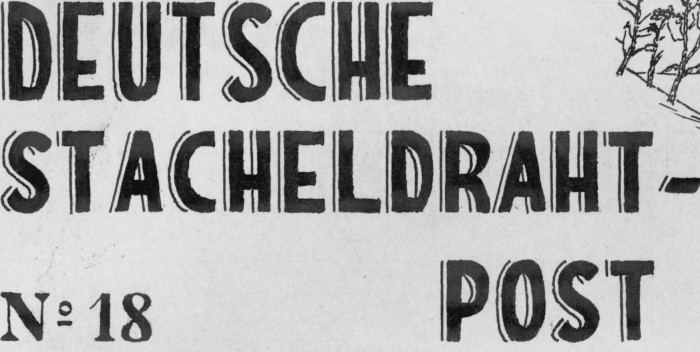 DEUTSCHE
STACHELDRAHT-
POST
Nº 18